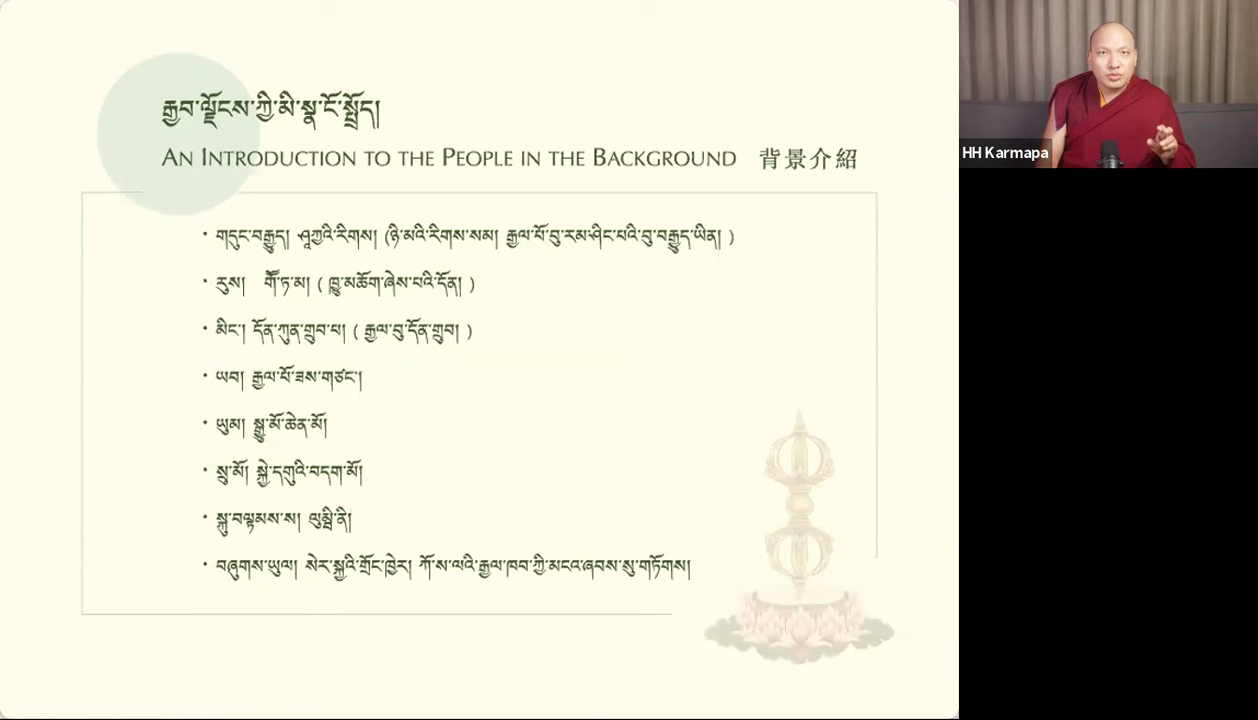 རྒྱབ་ལྗོངས་ཀྱི་མི་སྣ་ངོ་སྤྲོད།
AN INTRODUCTION TO THE PEOPLE IN THE BACKGROUND 背景介紹
• གདུང་བརྒྱུད། ཤཱཀྱའི་རིགས། (ཉི་མའི་རིགས་སམ། རྒྱལ་པོ་བུ་རམ་ཤིང་པའི་བུ་བརྒྱུད་ཡིན། )
• རུས། གཽ་ཏ་མ། ( ཁྱུ་མཆོག་ཞེས་པའི་དོན། )
• མིང་། དོན་ཀུན་གྲུབ་པ། ( རྒྱལ་བུ་དོན་གྲུབ། )
• ཡབ། རྒྱལ་པོ་ཟས་གཙང་།
• ཡུམ། སྒྱུ་མོ་ཆེན་མོ།
• སྲུ་མོ། སྐྱེ་དགུའི་བདག་མོ།
• སྐུ་བལྟམས་ས། ལུམྦི་ནི།
• བཞུགས་ཡུལ། སེར་སྐྱའི་གྲོང་ཁྱེར། ཀོ་ས་ལའི་རྒྱལ་ཁབ་ཀྱི་མངའ་ཞབས་སུ་གཏོགས།
HH Karmapa